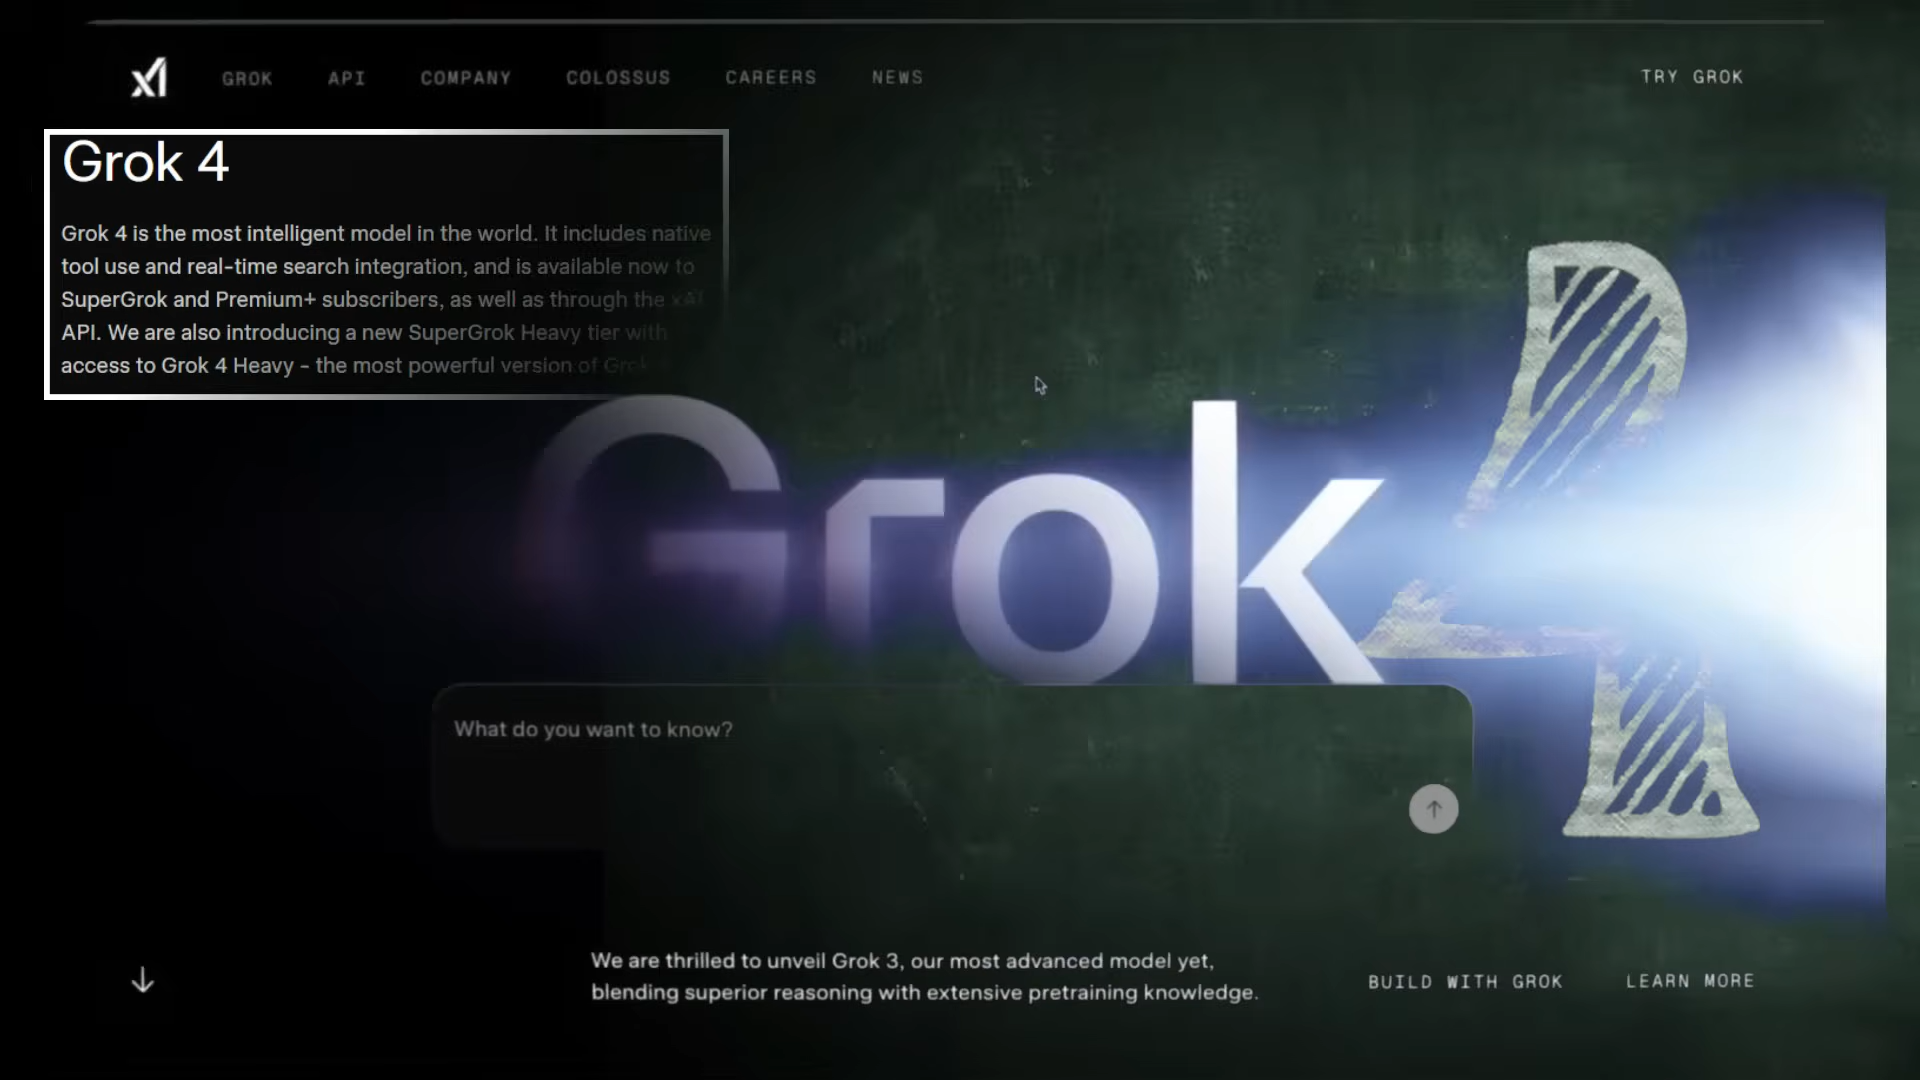 xI
GROK
API
COMPANY
COLOSSUS
CAREERS
NEWS
TRY GROK
Grok 4
Grok 4 is the most intelligent model in the world. It includes native
tool use and real-time search integration, and is available now to
SuperGrok and Premium+ subscribers, as well as through the xAI
API. We are also introducing a new SuperGrok Heavy tier with
access to Grok 4 Heavy - the most powerful version of Grok
Grok 4
What do you want to know?
We are thrilled to unveil Grok 3, our most advanced model yet,
blending superior reasoning with extensive pretraining knowledge.
BUILD WITH GROK
LEARN MORE